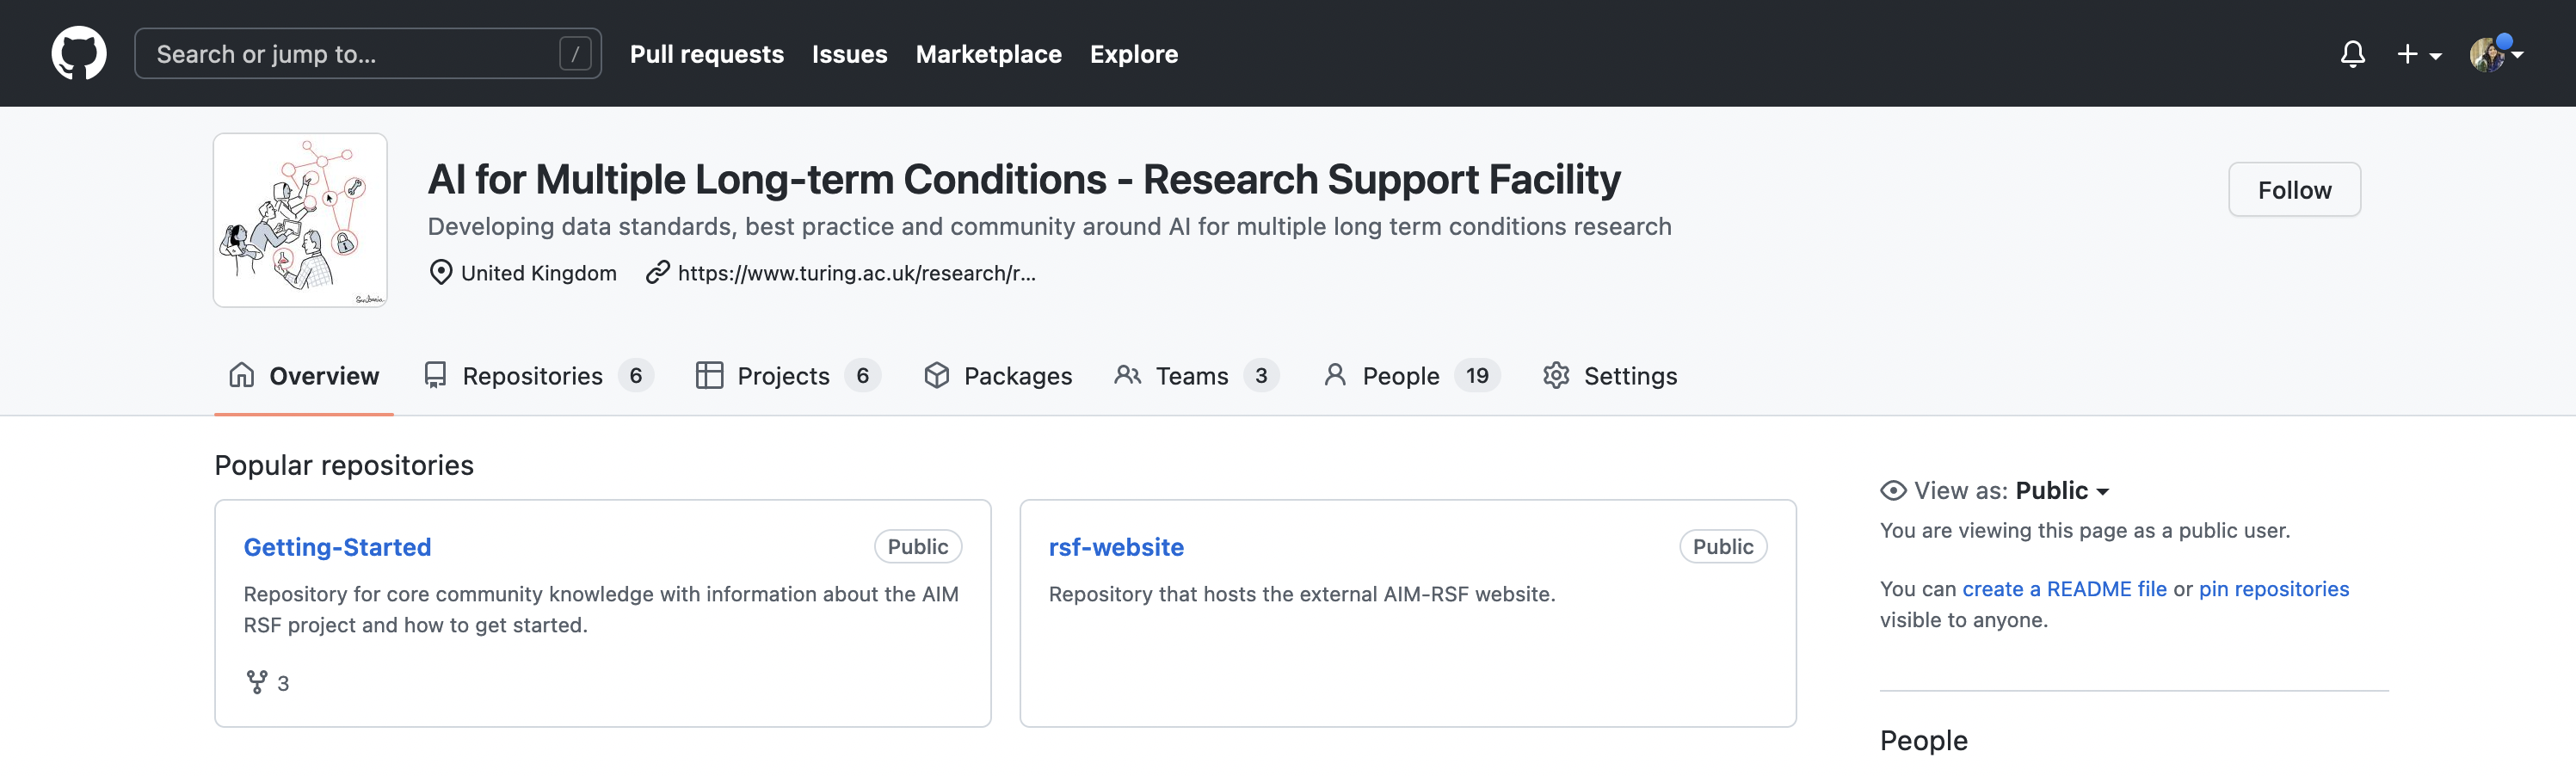 Search or jump to...
/
Pull requests
Issues
Marketplace
Explore
AI for Multiple Long-term Conditions - Research Support Facility
Follow
Developing data standards, best practice and community around AI for multiple long term conditions research
United Kingdom
https://www.turing.ac.uk/research/r...
Overview
Repositories 6
Projects 6
Packages
Teams 3
People 19
Settings
Popular repositories
Getting-Started
Public
Repository for core community knowledge with information about the AIM
RSF project and how to get started.
3
rsf-website
Public
Repository that hosts the external AIM-RSF website.
View as: Public
You are viewing this page as a public user.
You can create a README file or pin repositories
visible to anyone.
People